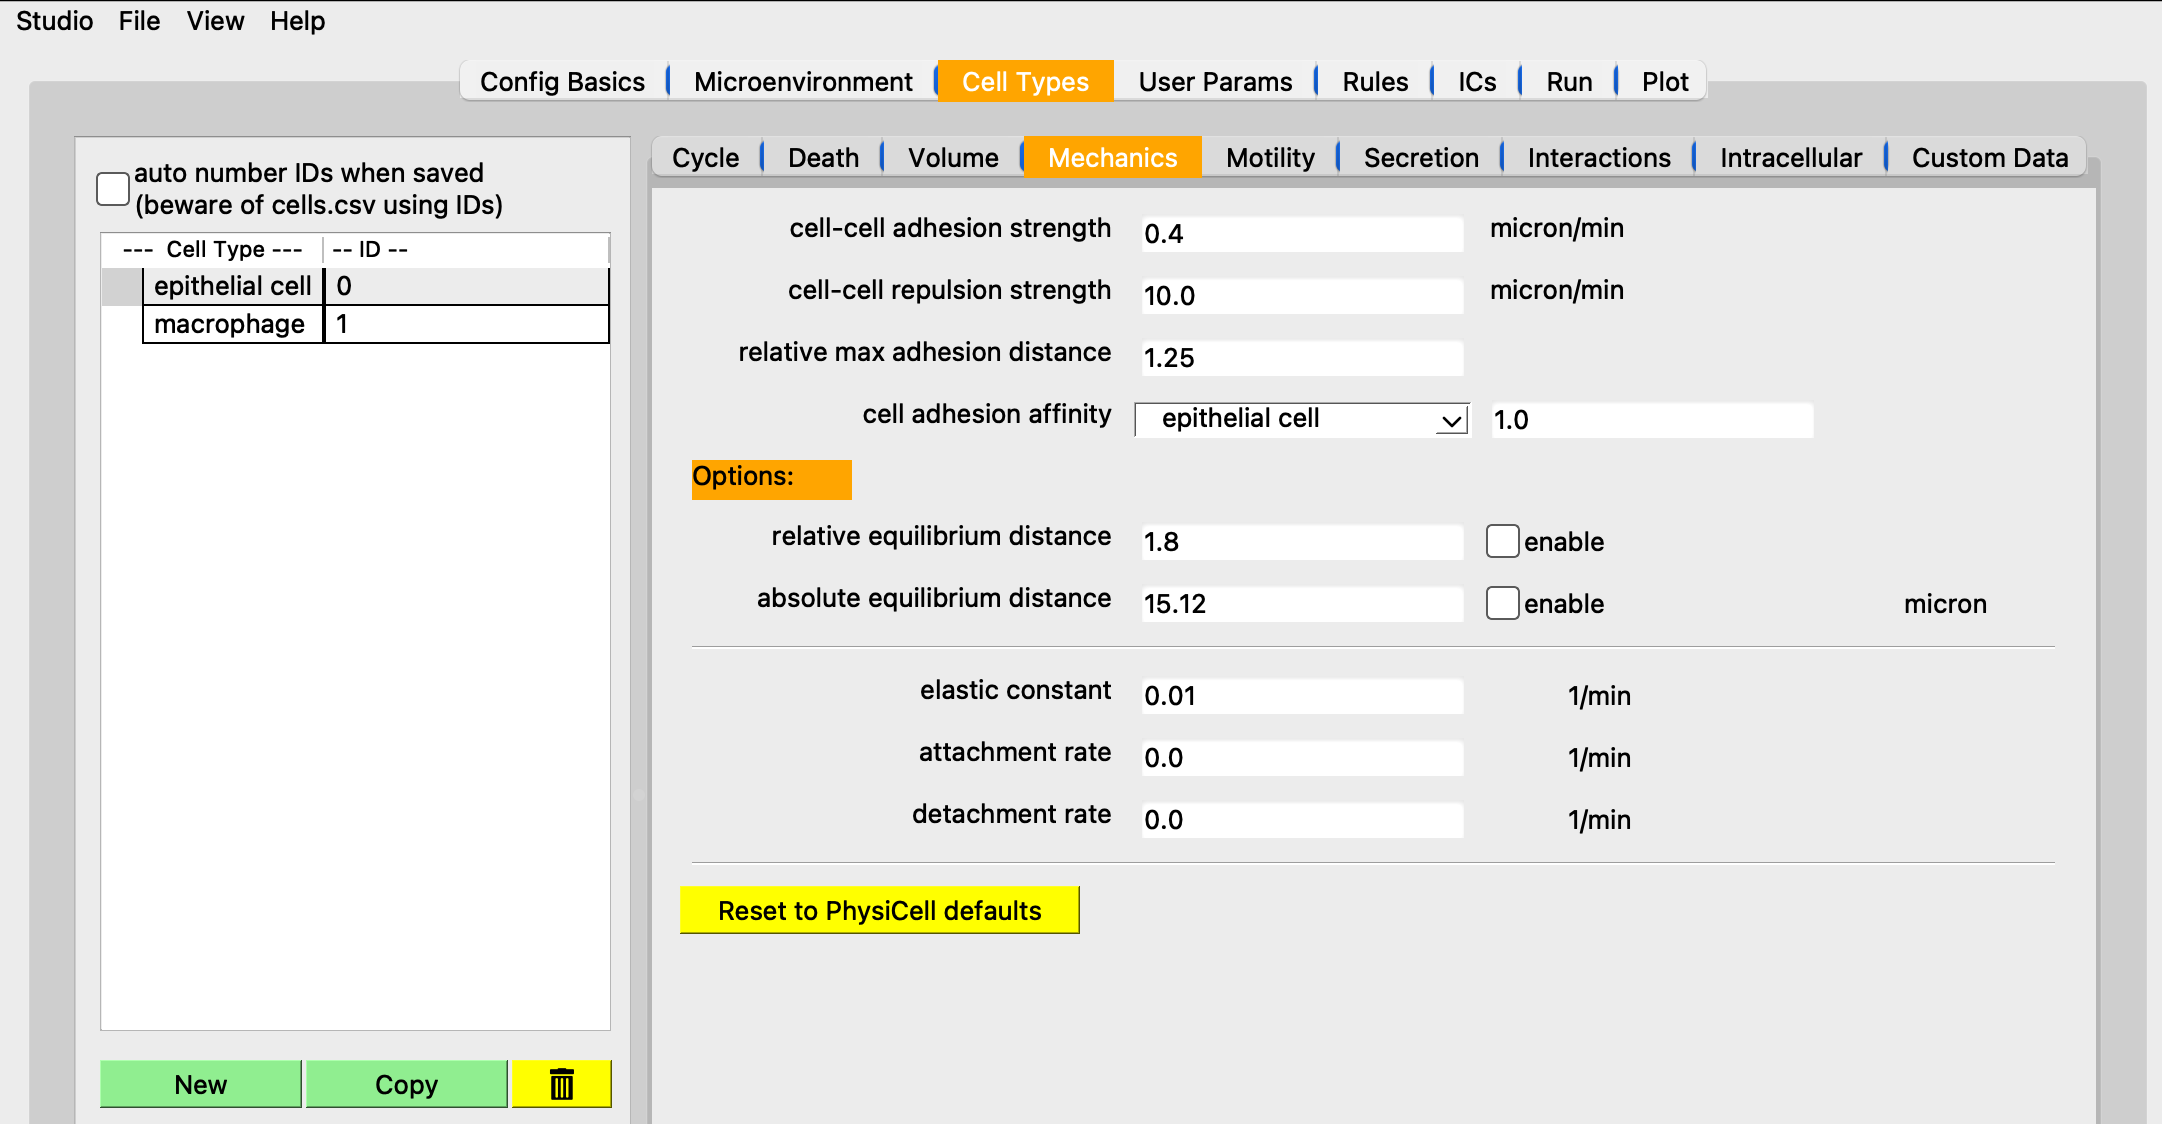 Studio File View Help
Config Basics Microenvironment Cell Types User Params Rules ICs Run Plot
auto number IDs when saved
(beware of cells.csv using IDs)
--- Cell Type --- -- ID --
epithelial cell 0
macrophage 1
New Copy
Cycle Death Volume Mechanics Motility Secretion Interactions Intracellular Custom Data
cell-cell adhesion strength 0.4 micron/min
cell-cell repulsion strength 10.0 micron/min
relative max adhesion distance 1.25
cell adhesion affinity epithelial cell 1.0
Options:
relative equilibrium distance 1.8 enable
absolute equilibrium distance 15.12 enable micron
elastic constant 0.01 1/min
attachment rate 0.0 1/min
detachment rate 0.0 1/min
Reset to PhysiCell defaults